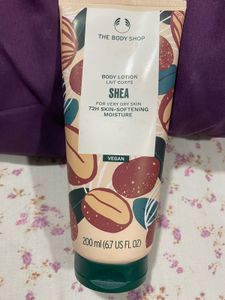 THE BODY SHOP
BODY LOTION
LAIT CORPS
SHEA
FOR VERY DRY SKIN
72H SKIN-SOFTENING
MOISTURE
VEGAN
200 ml (6.7 US FL OZ)